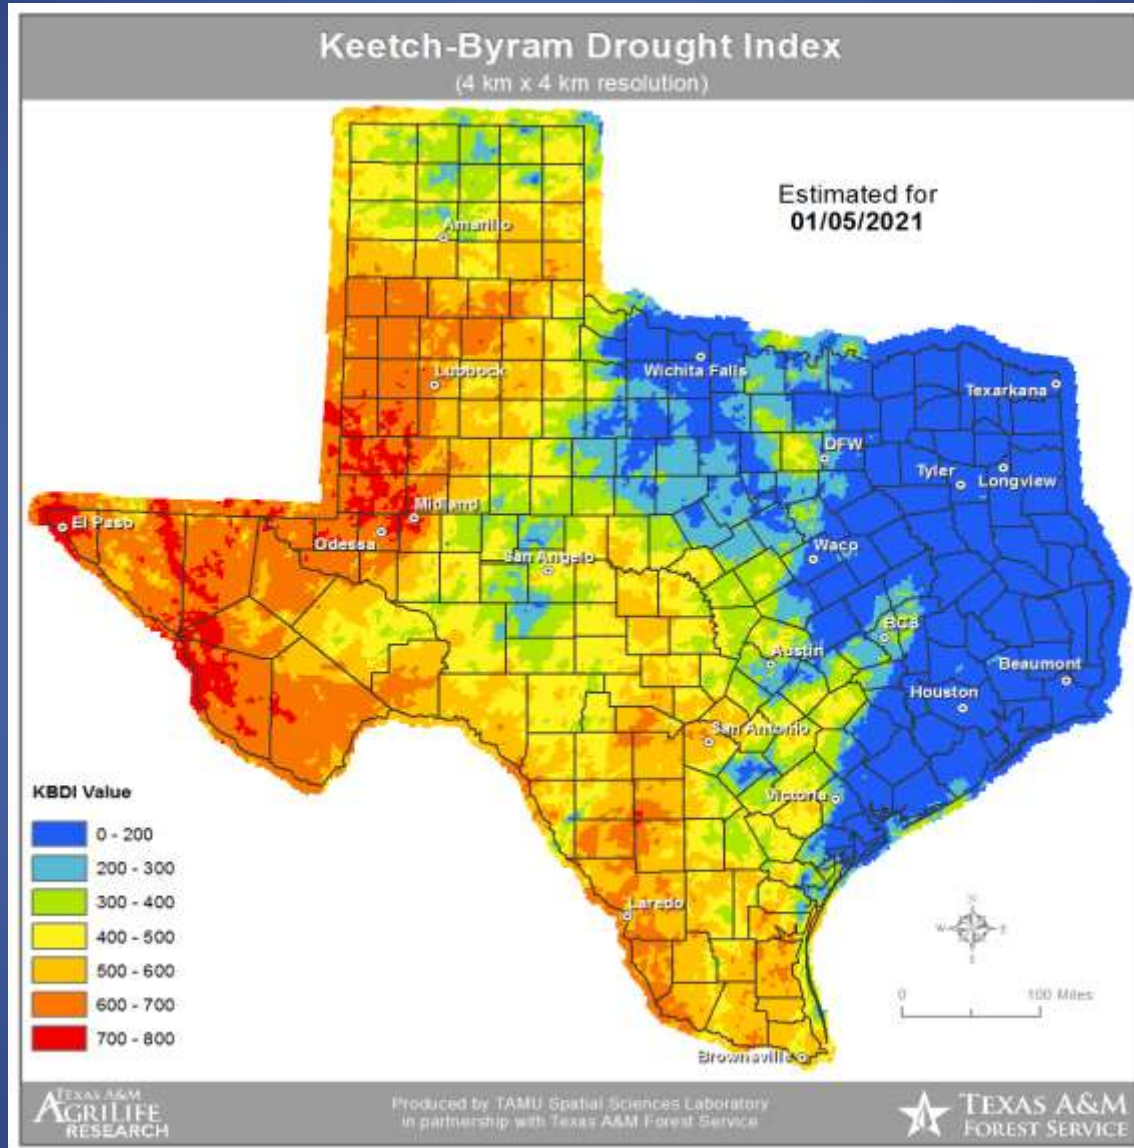 Keetch-Byram Drought Index
(4 km x 4 km resolution)
Estimated for
01/05/2021
Amarillo
Wichita Falls
Lubbock
Texarkana
DFW
Tyler
Longview
Midland
El Paso
Odessa
San Angelo
Waco
BCS
Austin
Beaumont
Houston
San Antonio
Victoria
Laredo
Brownsville
KBDI Value
0 - 200
200 - 300
300 - 400
400 - 500
500 - 600
600 - 700
700 - 800
N
W E
S
0 100 Miles
TEXAS A&M
AGRILIFE
RESEARCH
Produced by TAMU Spatial Sciences Laboratory
in partnership with Texas A&M Forest Service
TEXAS A&M
FOREST SERVICE